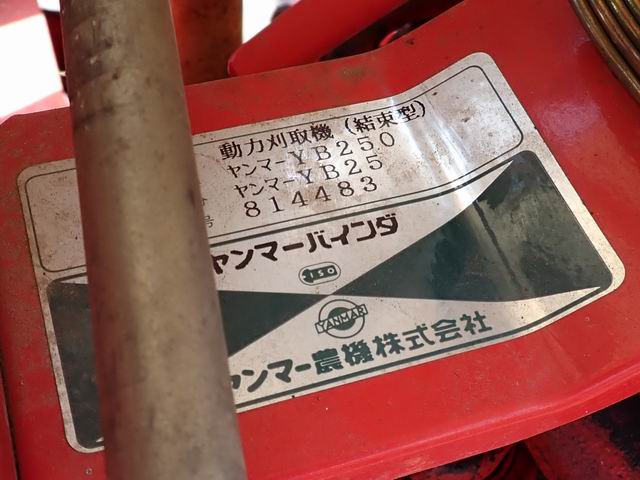 動力刈取機(結束型)
ヤンマーYB250
ヤンマーYB25
号 814483
ヤンマーバインダ
ISO
YANMAR
ヤンマー農機株式会社